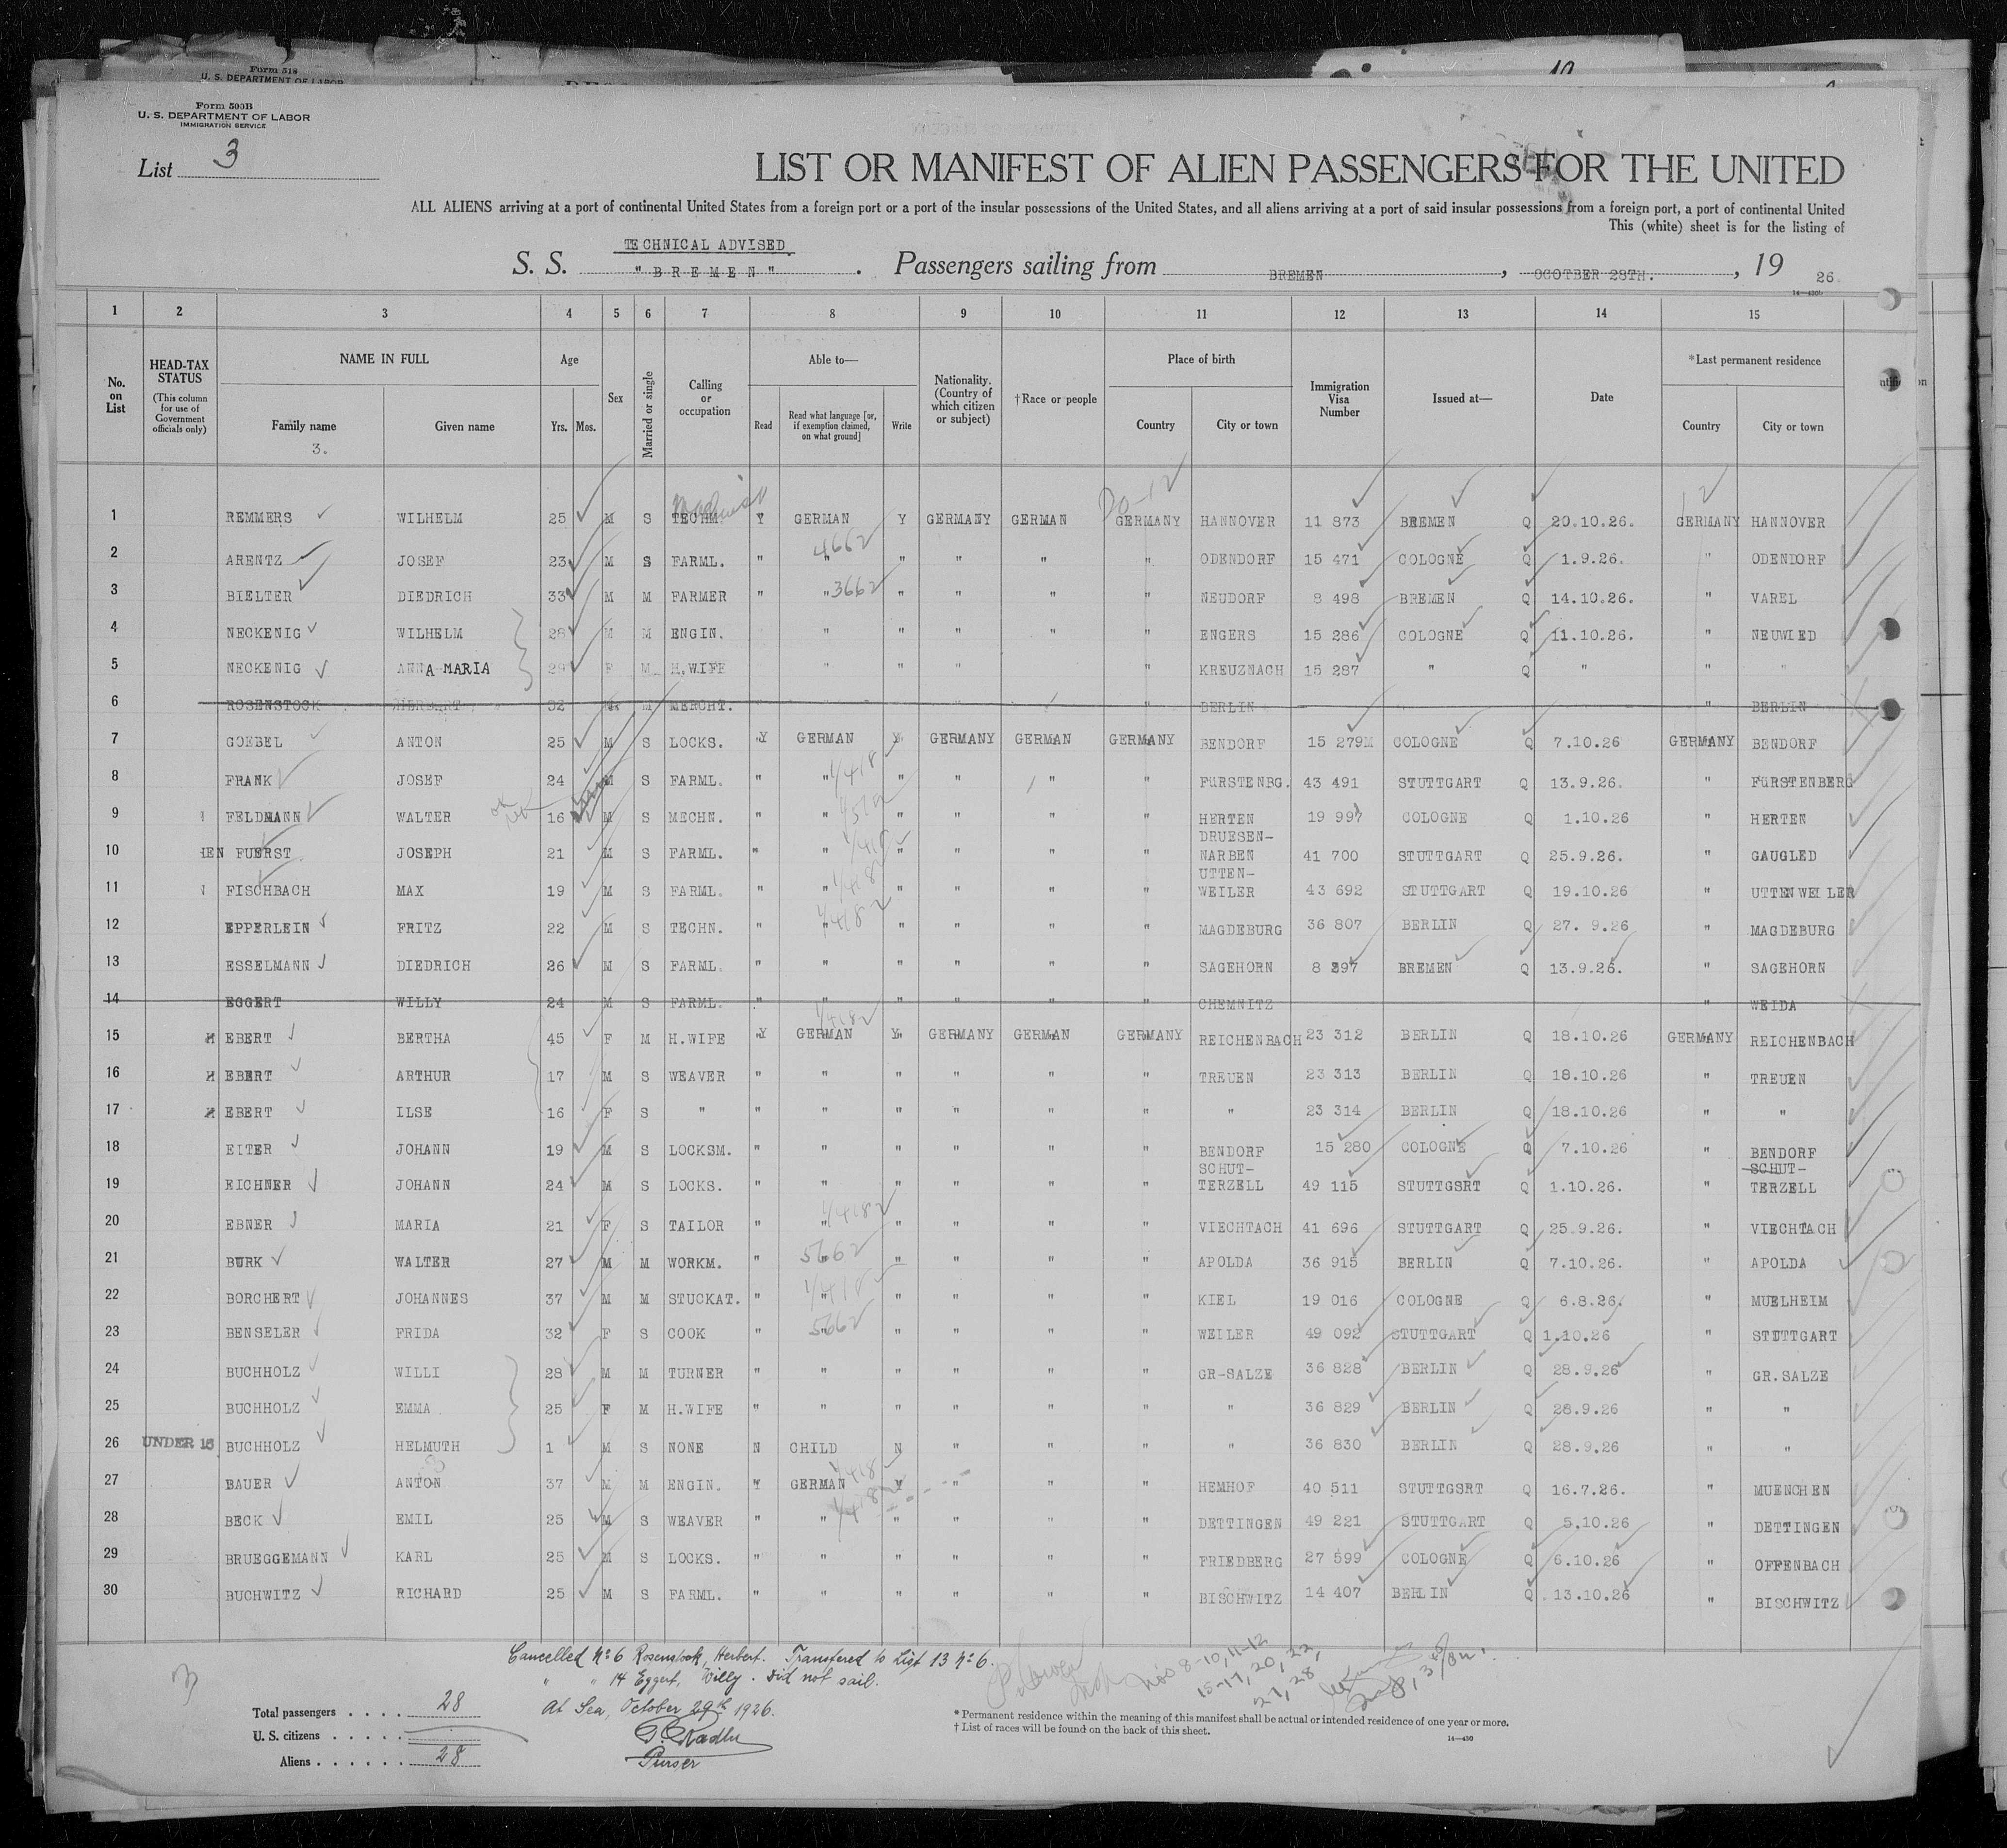 Form 518
U. S. DEPARTMENT OF LABOR
Form 500B
U. S. DEPARTMENT OF LABOR
IMMIGRATION SERVICE
List 3
LIST OR MANIFEST OF ALIEN PASSENGERS FOR THE UNITED
ALL ALIENS arriving at a port of continental United States from a foreign port or a port of the insular possessions of the United States, and all aliens arriving at a port of said insular possessions from a foreign port, a port of continental United
This (white) sheet is for the listing of
TECHNICAL ADVISED
S. S. "BREMEN" . Passengers sailing from BREMEN , OCOTBER 28TH. , 19 26.
1 2 3 4 5 6 7 8 9 10 11 12 13 14 15
No. on List HEAD-TAX STATUS (This column for use of Government officials only) NAME IN FULL Family name Given name Age Yrs. Mos. Sex Married or single Calling or occupation Able to— Read Read what language [or, if exemption claimed, on what ground] Write Nationality. (Country of which citizen or subject) † Race or people Place of birth Country City or town Immigration Visa Number Issued at— Date * Last permanent residence Country City or town
3.
1 REMMERS WILHELM 25 M S TECHM. Y GERMAN Y GERMANY GERMAN GERMANY HANNOVER 11 873 BREMEN Q 20.10.26. GERMANY HANNOVER
2 ARENTZ JOSEF 23 M S FARML. " " " " " " ODENDORF 15 471 COLOGNE Q 1.9.26. " ODENDORF
3 BIELTER DIEDRICH 33 M M FARMER " " " " " " NEUDORF 8 498 BREMEN Q 14.10.26. " VAREL
4 NECKENIG WILHELM 28 M M ENGIN. " " " " " ENGERS 15 286 COLOGNE Q 11.10.26. " NEUWIED
5 NECKENIG ANNA-MARIA 29 F M H.WIFE " " " " KREUZNACH 15 287 " Q " " "
6 ROSENSTOCK HERBERT 32 M M MERCHT. " BERLIN " BERLIN
7 GOEBEL ANTON 25 M S LOCKS. Y GERMAN Y GERMANY GERMAN GERMANY BENDORF 15 279M COLOGNE Q 7.10.26 GERMANY BENDORF
8 FRANK JOSEF 24 M S FARML. " " " " " " FURSTENBG. 43 491 STUTTGART Q 13.9.26. " FURSTENBERG
9 FELDMANN WALTER 16 M S MECHN. " " " " " " HERTEN 19 997 COLOGNE 1.10.26 " HERTEN
10 FUERST JOSEPH 21 M S FARML. " " " " " " DRUESEN-
NARBEN 41 700 STUTTGART Q 25.9.26. " GAUGLED
11 FISCHBACH MAX 19 M S FARML. " " " " " " UTTEN-
WEILER 43 692 STUTTGART Q 19.10.26 " UTTENWEILER
12 EPPERLEIN FRITZ 22 M S TECHN. " " " " " " MAGDEBURG 36 807 BERLIN Q 27. 9.26 " MAGDEBURG
13 ESSELMANN DIEDRICH 26 M S FARML. " " " " " " SAGEHORN 8 297 BREMEN Q 13.9.26. " SAGEHORN
14 EGGERT WILLY 24 M S FARML. " " " " " " CHEMNITZ " WEIDA
15 EBERT BERTHA 45 F M H.WIFE Y GERMAN Y GERMANY GERMAN GERMANY REICHENBACH 23 312 BERLIN Q 18.10.26 GERMANY REICHENBACH
16 EBERT ARTHUR 17 M S WEAVER " " " " " " TREUEN 23 313 BERLIN Q 18.10.26 " TREUEN
17 EBERT ILSE 16 F S " " " " " " " " 23 314 BERLIN Q 18.10.26 " "
18 EITER JOHANN 19 M S LOCKSM. " " " " " " BENDORF 15 280 COLOGNE Q 7.10.26 " BENDORF
19 EICHNER JOHANN 24 M S LOCKS. " " " " " " SCHUT-
TERZELL 49 115 STUTTGSRT Q 1.10.26. " SCHUT-
TERZELL
20 EBNER MARIA 21 F S TAILOR " " " " " " VIECHTACH 41 696 STUTTGART Q 25.9.26. " VIECHTACH
21 BURK WALTER 27 M M WORKM. " " " " " " APOLDA 36 915 BERLIN Q 7.10.26. " APOLDA
22 BORCHERT JOHANNES 37 M M STUCKAT. " " " " " " KIEL 19 016 COLOGNE Q 6.8.26. " MUELHEIM
23 BENSELER FRIDA 32 F S COOK " " " " " " WEILER 49 092 STUTTGART Q 1.10.26 " STUTTGART
24 BUCHHOLZ WILLI 28 M M TURNER " " " " " " GR-SALZE 36 828 BERLIN Q 28.9.26 " GR.SALZE
25 BUCHHOLZ EMMA 25 F M H.WIFE " " " " " " " 36 829 BERLIN Q 28.9.26 " "
26 UNDER 16 BUCHHOLZ HELMUTH 1 M S NONE N CHILD N " " " " 36 830 BERLIN Q 28.9.26 " "
27 BAUER ANTON 37 M M ENGIN. Y GERMAN Y " " " HEMHOF 40 511 STUTTGSRT Q 16.7.26. " MUENCHEN
28 BECK EMIL 25 M S WEAVER " " " " " DETTINGEN 49 221 STUTTGART Q 5.10.26 " DETTINGEN
29 BRUEGGEMANN KARL 25 M S LOCKS. " " " " " " FRIEDBERG 27 599 COLOGNE Q 6.10.26 " OFFENBACH
30 BUCHWITZ RICHARD 25 M S FARML. " " " " " " BISCHWITZ 14 407 BERLIN Q 13.10.26 " BISCHWITZ
Cancelled No 6 Rosenstock, Herbert. Transfered to List 13 No 6.
" " 14 Eggert, Willy. did not sail.
At Sea, October 29th 1926.
Purser
Nos 8-10, 11-12
15-17, 20, 22,
27, 28
Total passengers . . . . 28
U. S. citizens . . . . .
Aliens . . . . . . 28
* Permanent residence within the meaning of this manifest shall be actual or intended residence of one year or more.
† List of races will be found on the back of this sheet.
14—430